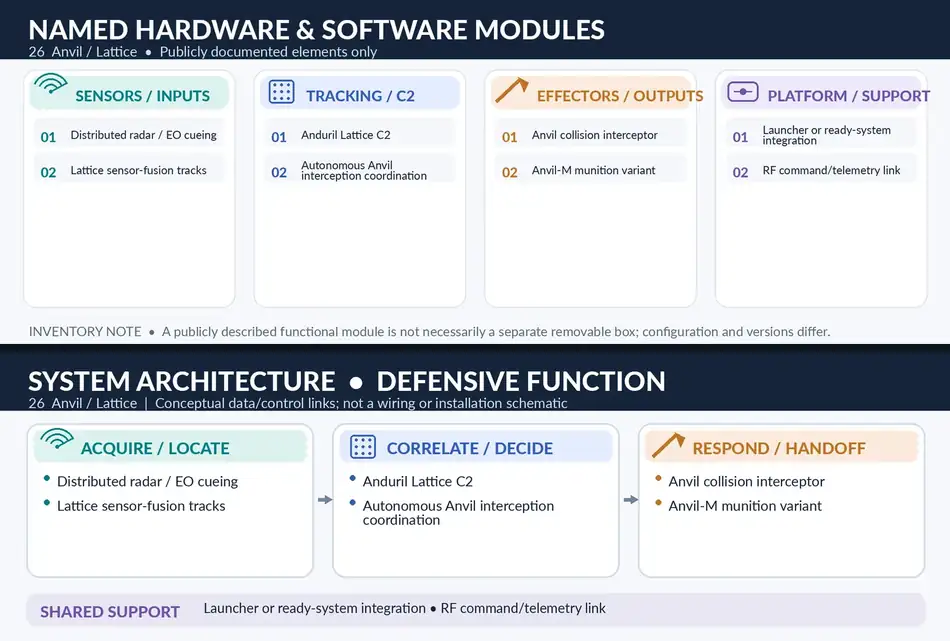 NAMED HARDWARE & SOFTWARE MODULES
26 Anvil / Lattice • Publicly documented elements only
SENSORS / INPUTS
01 Distributed radar / EO cueing
02 Lattice sensor-fusion tracks
TRACKING / C2
01 Anduril Lattice C2
02 Autonomous Anvil
interception coordination
EFFECTORS / OUTPUTS
01 Anvil collision interceptor
02 Anvil-M munition variant
PLATFORM / SUPPORT
01 Launcher or ready-system
integration
02 RF command/telemetry link
INVENTORY NOTE • A publicly described functional module is not necessarily a separate removable box; configuration and versions differ.
SYSTEM ARCHITECTURE • DEFENSIVE FUNCTION
26 Anvil / Lattice | Conceptual data/control links; not a wiring or installation schematic
ACQUIRE / LOCATE
• Distributed radar / EO cueing
• Lattice sensor-fusion tracks
CORRELATE / DECIDE
• Anduril Lattice C2
• Autonomous Anvil interception
coordination
RESPOND / HANDOFF
• Anvil collision interceptor
• Anvil-M munition variant
SHARED SUPPORT
Launcher or ready-system integration • RF command/telemetry link